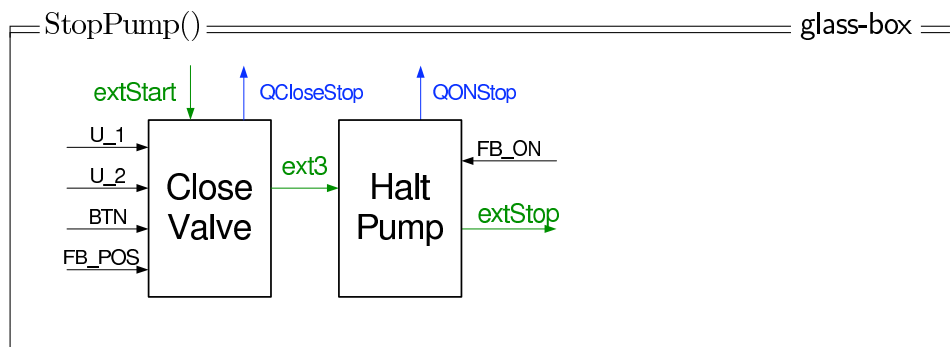 StopPump() glass-box
extStart QCloseStop QONStop
U_1
U_2
BTN
FB_POS
Close
Valve
ext3
Halt
Pump
FB_ON
extStop